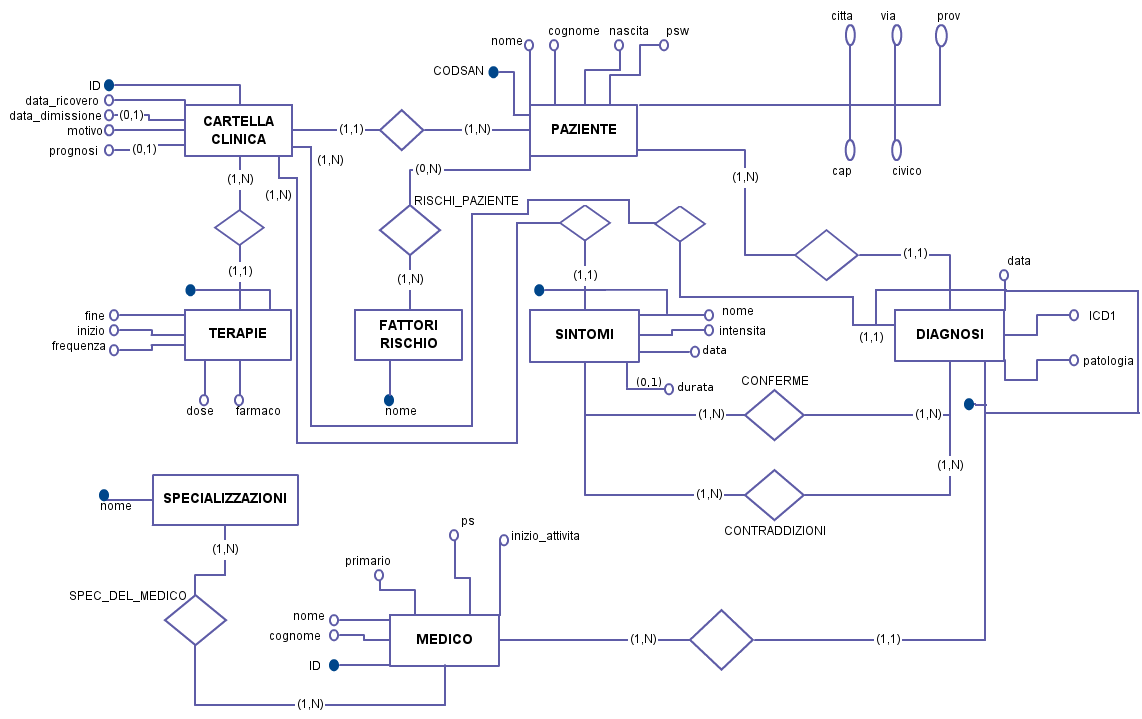 citta
via
prov
nome
cognome
nascita
psw
CODSAN
ID
data_ricovero
data_dimissione
(0,1)
motivo
prognosi
(0,1)
CARTELLA
CLINICA
(1,1)
(1,N)
PAZIENTE
cap
civico
(1,N)
(1,N)
(1,N)
(0,N)
(1,N)
RISCHI_PAZIENTE
(1,1)
(1,1)
(1,N)
(1,1)
data
fine
inizio
frequenza
TERAPIE
dose
farmaco
FATTORI
RISCHIO
nome
SINTOMI
nome
intensita
data
(0,1)
durata
(1,1)
DIAGNOSI
ICD1
patologia
CONFERME
(1,N)
(1,N)
(1,N)
(1,N)
CONTRADDIZIONI
nome
SPECIALIZZAZIONI
(1,N)
SPEC_DEL_MEDICO
ps
inizio_attivita
primario
nome
cognome
ID
MEDICO
(1,N)
(1,1)
(1,N)